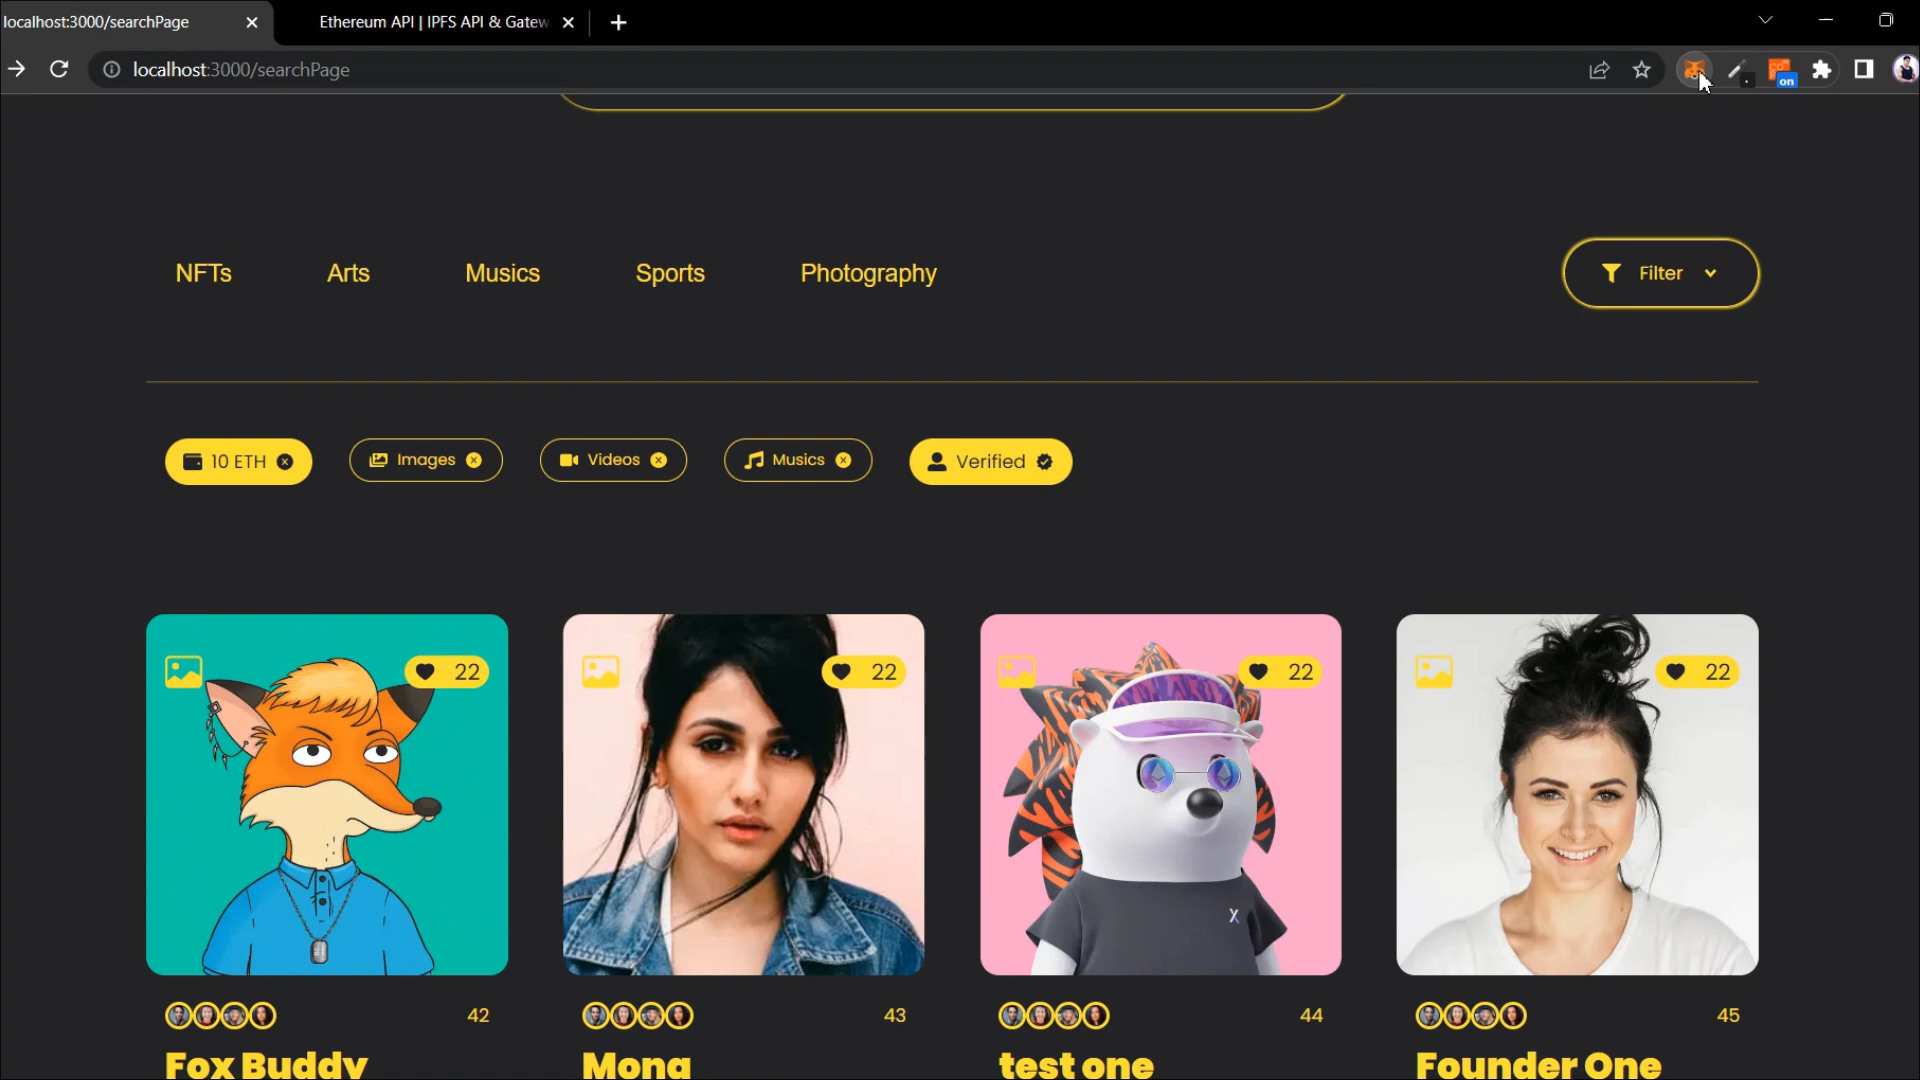 localhost:3000/searchPage
Ethereum API | IPFS API & Gatew
localhost:3000/searchPage
on
NFTs
Arts
Musics
Sports
Photography
Filter
10 ETH
Images
Videos
Musics
Verified
22
22
22
22
X
42
43
44
45
Fox Buddy
Mona
test one
Founder One